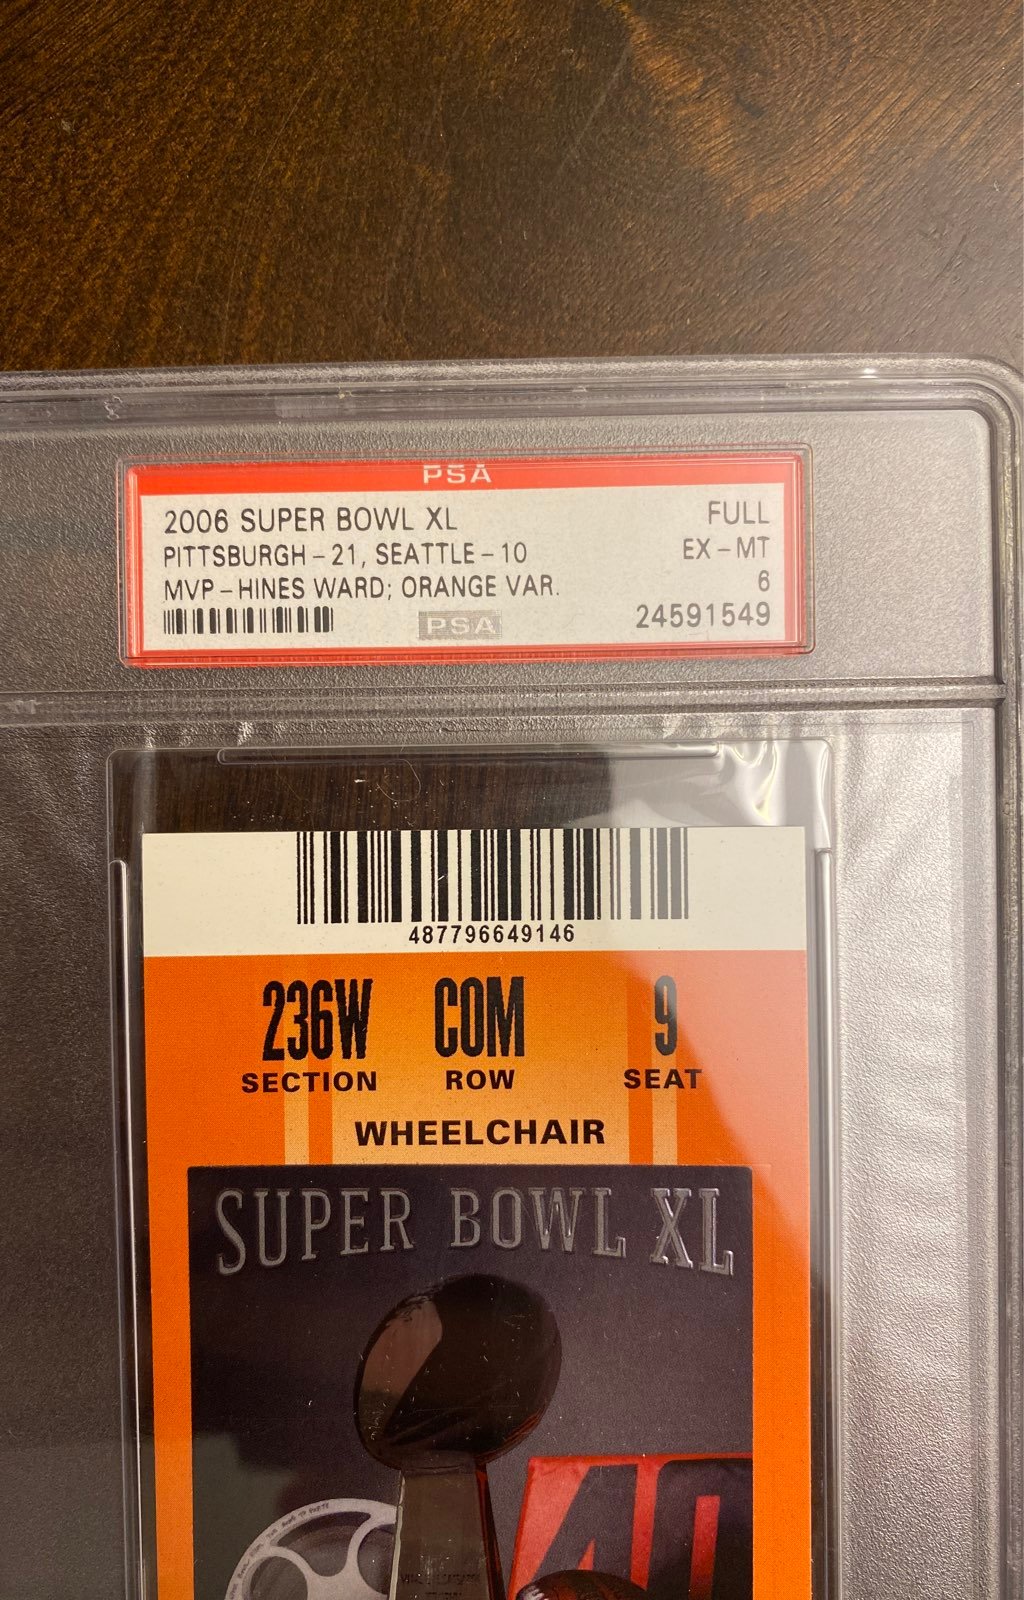 PSA
2006 SUPER BOWL XL FULL
PITTSBURGH-21, SEATTLE-10 EX-MT
MVP-HINES WARD; ORANGE VAR. 6
PSA 24591549
487796649146
236W COM 9
SECTION ROW SEAT
WHEELCHAIR
SUPER BOWL XL